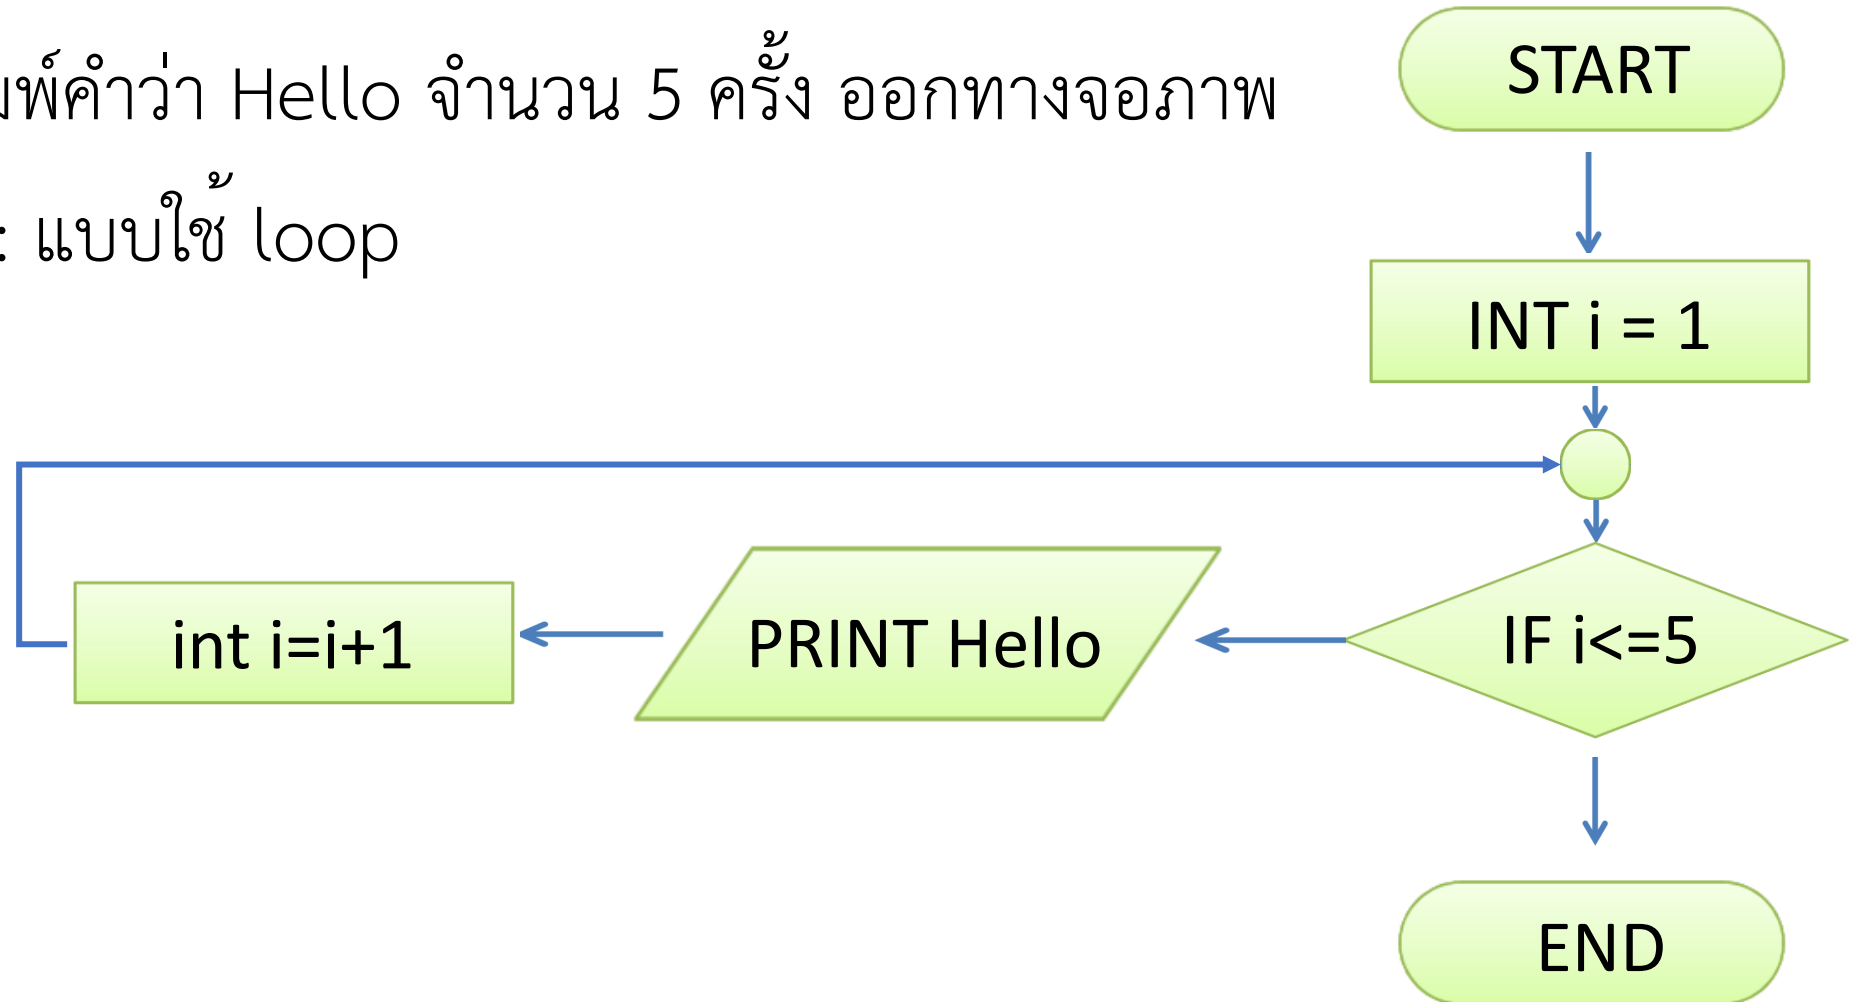 คำว่า Hello จำนวน 5 ครั้ง ออกทางจอภาพ
: แบบใช้ loop
START
INT i = 1
IF i<=5
PRINT Hello
int i=i+1
END